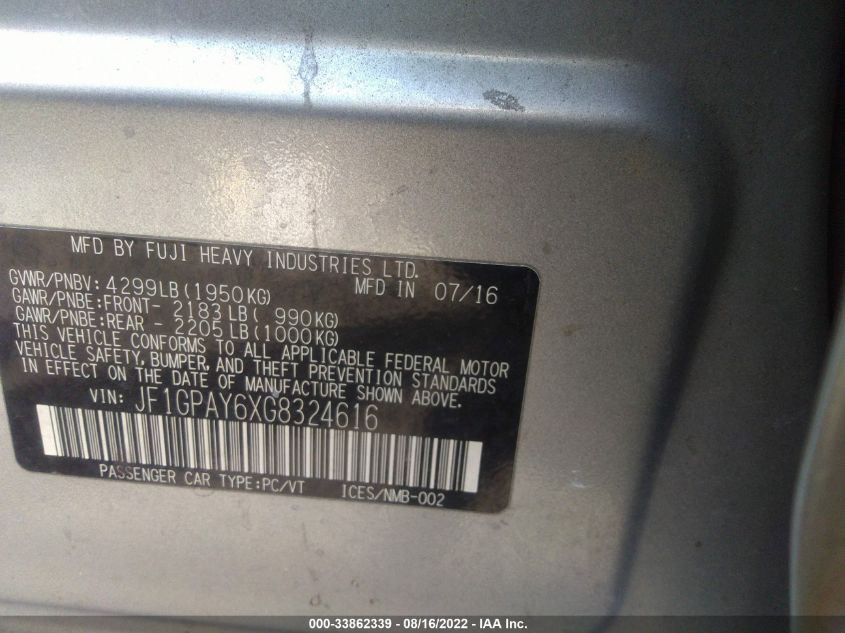 MFD BY FUJI HEAVY INDUSTRIES LTD.
GVWR/PNBV: 4299LB(1950KG) MFD IN 07/16
GAWR/PNBE:FRONT- 2183LB( 990KG)
GAWR/PNBE:REAR - 2205LB(1000KG)
THIS VEHICLE CONFORMS TO ALL APPLICABLE FEDERAL MOTOR
VEHICLE SAFETY, BUMPER, AND THEFT PREVENTION STANDARDS
IN EFFECT ON THE DATE OF MANUFACTURE SHOWN ABOVE.
VIN: JF1GPAY6XG8324616
PASSENGER CAR TYPE:PC/VT ICES/NMB-002
000-33862339 - 08/16/2022 - IAA Inc.